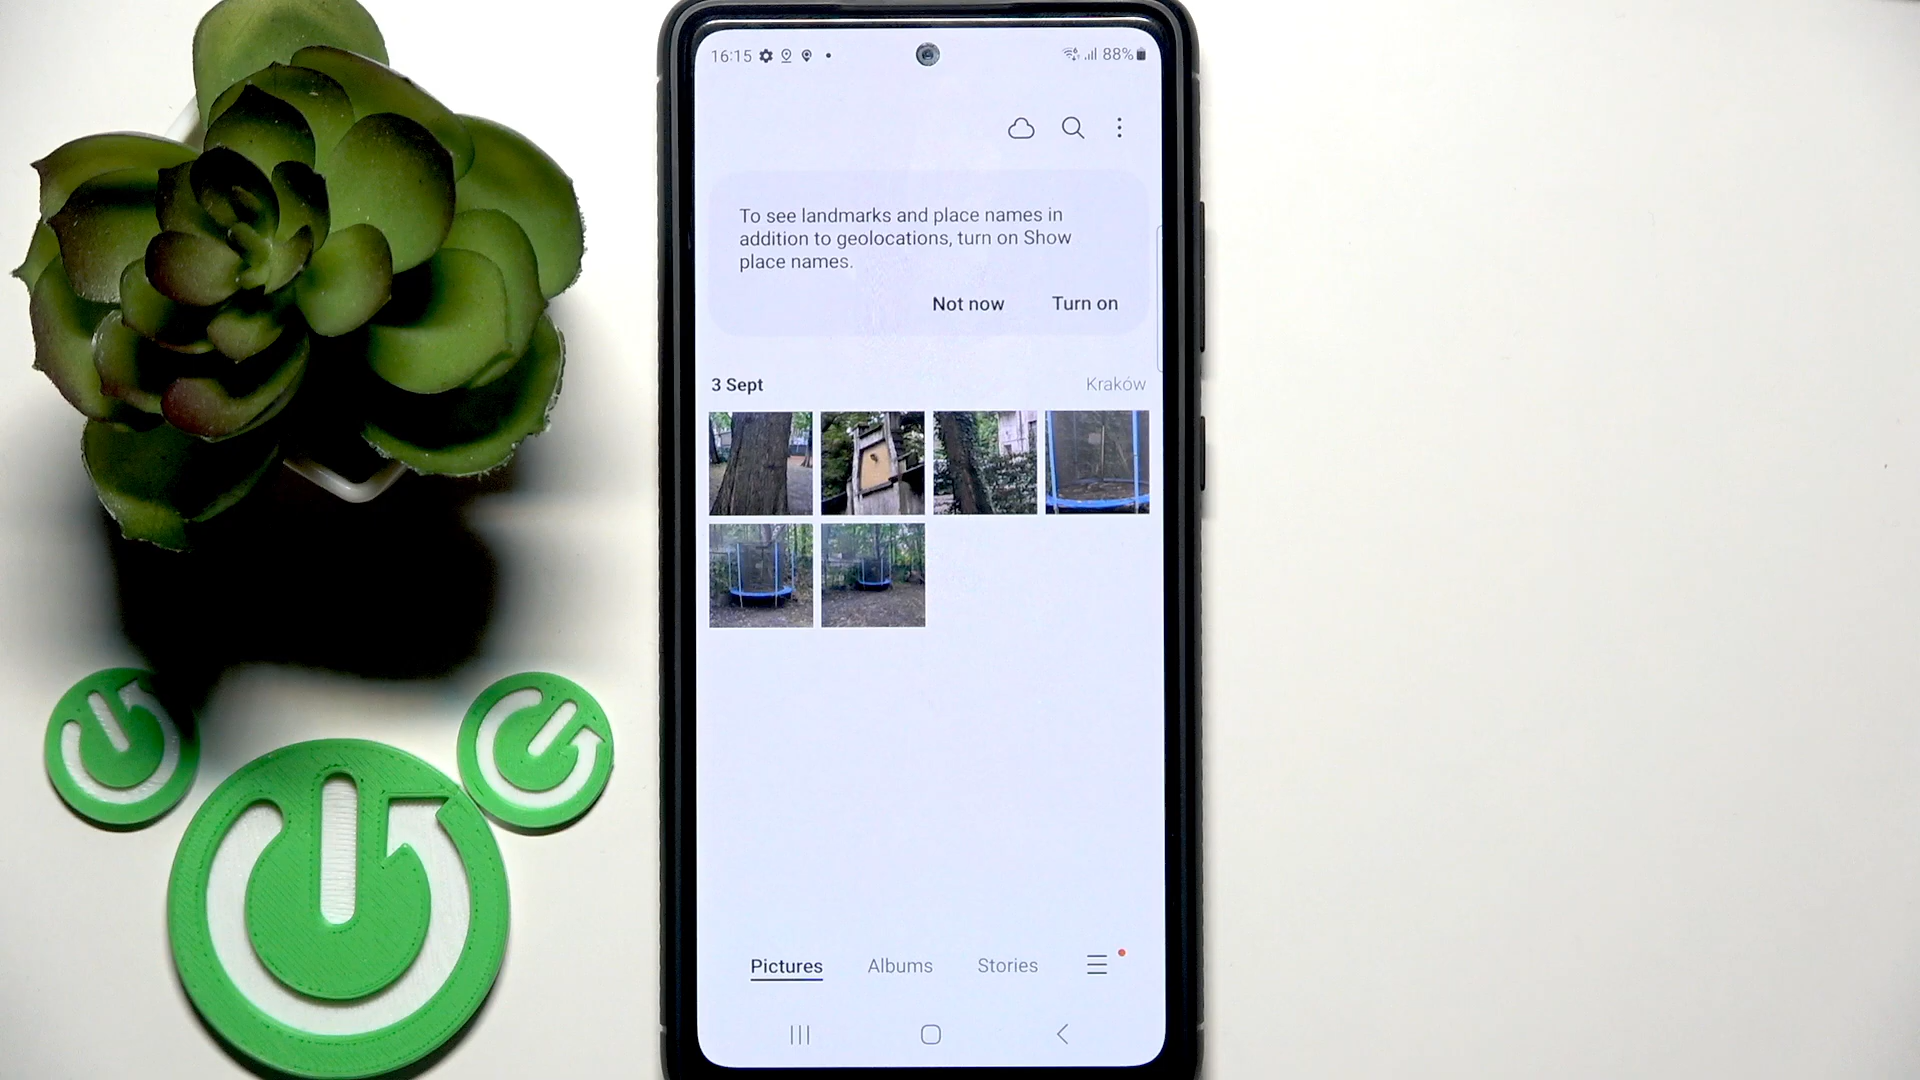 16:15 88%
To see landmarks and place names in
addition to geolocations, turn on Show
place names.
Not now Turn on
3 Sept Kraków
Pictures Albums Stories